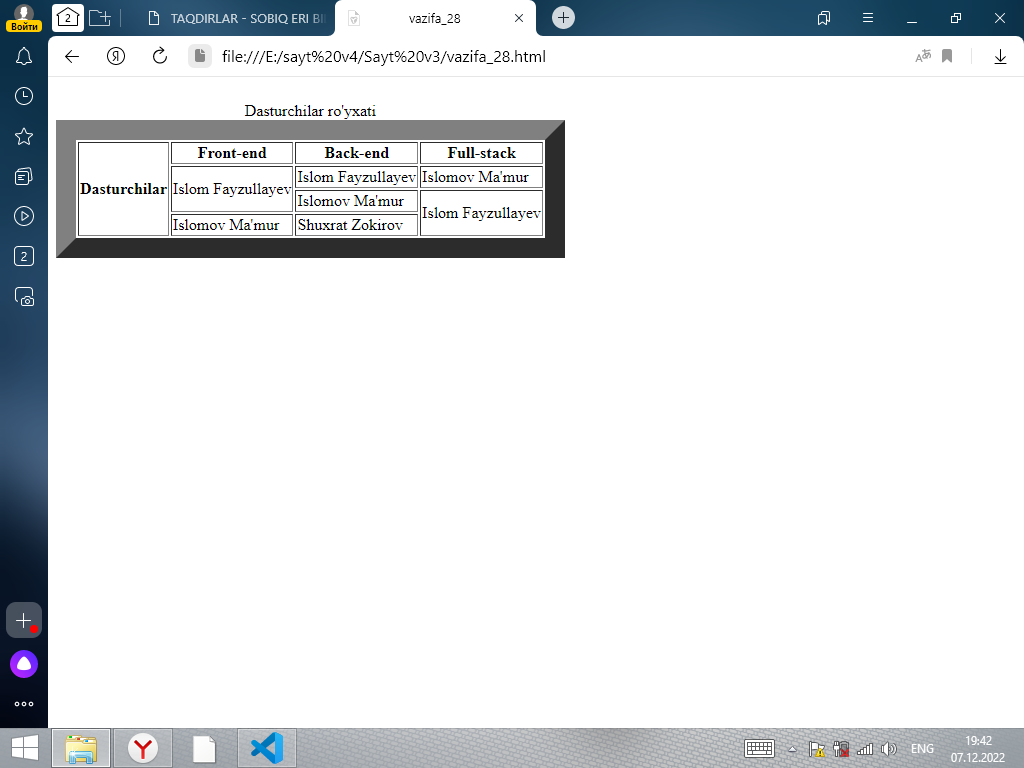 2
TAQDIRLAR - SOBIQ ERI BI
vazifa_28
Войти
Я
file:///E:/sayt%20v4/Sayt%20v3/vazifa_28.html
Dasturchilar ro'yxati
Dasturchilar
Front-end
Back-end
Full-stack
Islom Fayzullayev
Islom Fayzullayev
Islomov Ma'mur
Islomov Ma'mur
Islom Fayzullayev
Islomov Ma'mur
Shuxrat Zokirov
2
ENG
19:42
07.12.2022